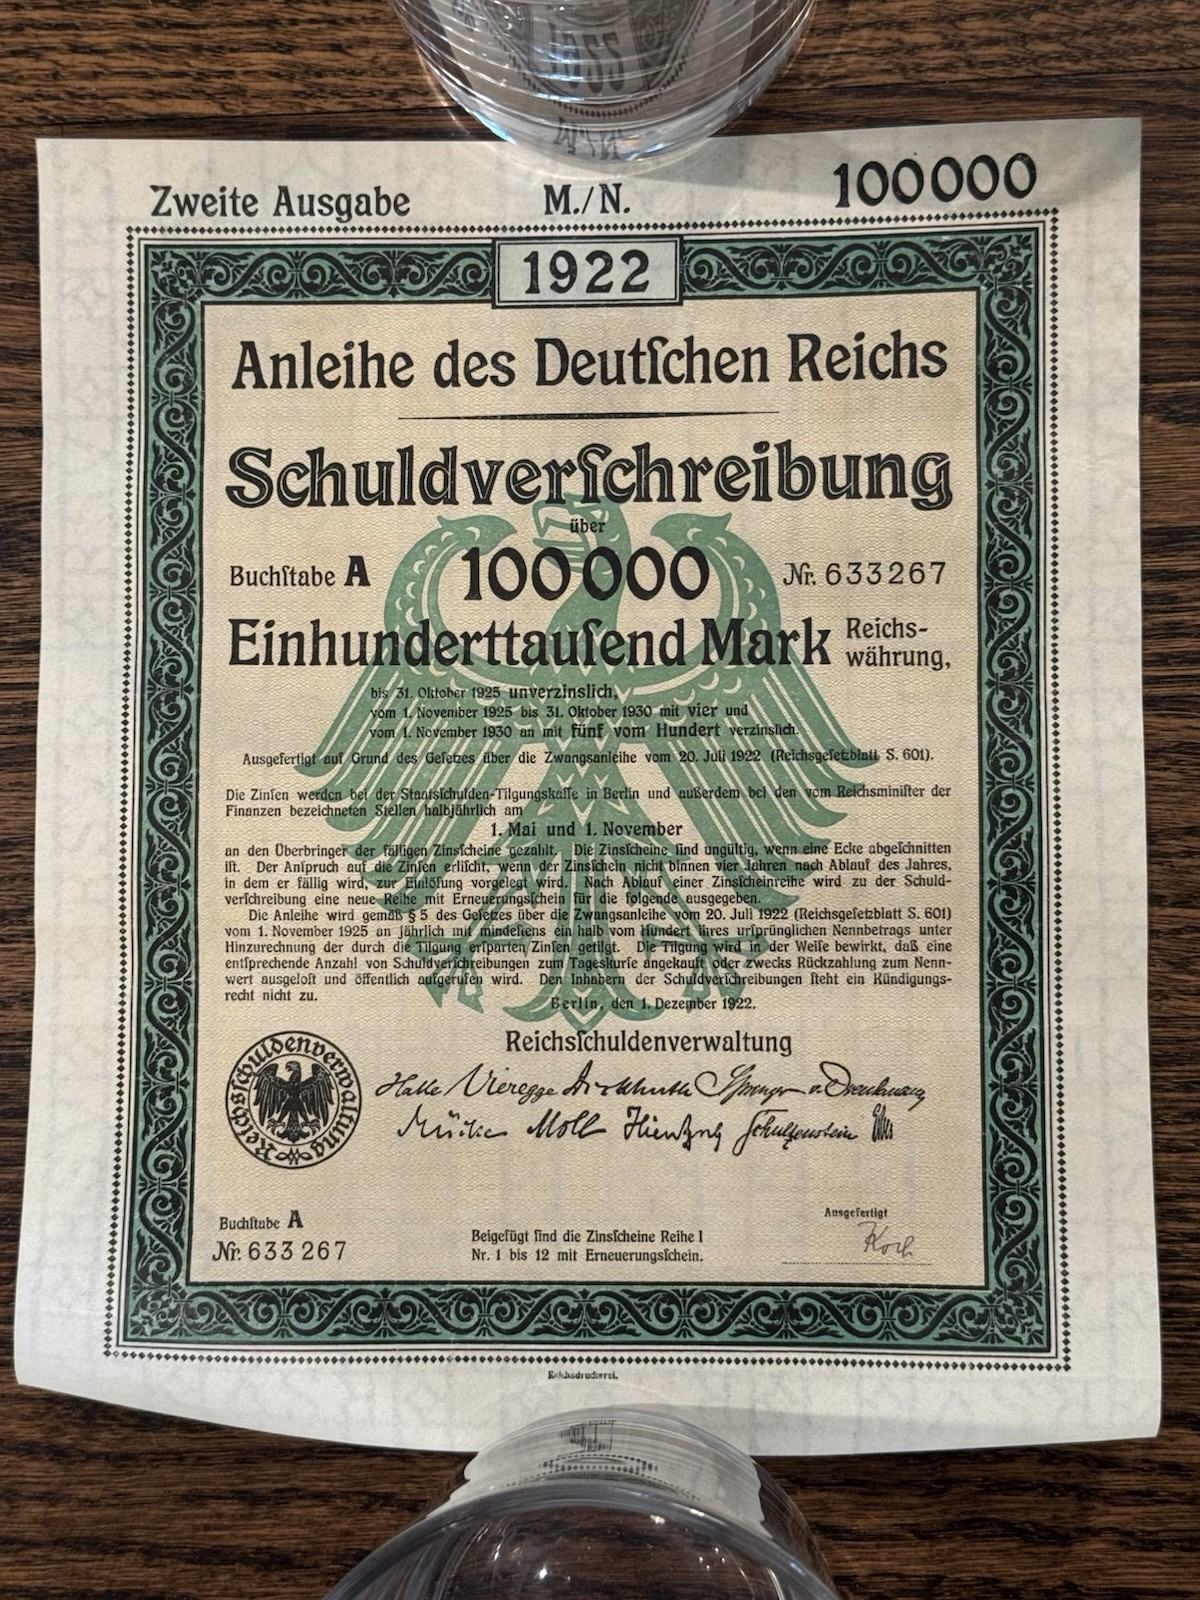 Zweite Ausgabe M./N. 100000
1922
Anleihe des Deutſchen Reichs
Schuldverſchreibung
über
Buchſtabe A 100000 Nr. 633267
Einhunderttauſend Mark Reichs-
währung,
bis 31. Oktober 1925 unverzinslich,
vom 1. November 1925 bis 31. Oktober 1930 mit vier und
vom 1. November 1930 an mit fünf vom Hundert verzinslich.
Ausgefertigt auf Grund des Geſetzes über die Zwangsanleihe vom 20. Juli 1922 (Reichsgeſetzblatt S. 601).
Die Zinſen werden bei der Staatsſchulden-Tilgungskaſſe in Berlin und außerdem bei den vom Reichsminiſter der
Finanzen bezeichneten Stellen halbjährlich am
1. Mai und 1. November
an den Überbringer der fälligen Zinsſcheine gezahlt. Die Zinsſcheine ſind ungültig, wenn eine Ecke abgeſchnitten
iſt. Der Anſpruch auf die Zinſen erliſcht, wenn der Zinsſchein nicht binnen vier Jahren nach Ablauf des Jahres,
in dem er fällig wird, zur Einlöſung vorgelegt wird. Nach Ablauf einer Zinsſcheinreihe wird zu der Schuld-
verſchreibung eine neue Reihe mit Erneuerungsſchein für die folgende ausgegeben.
Die Anleihe wird gemäß § 5 des Geſetzes über die Zwangsanleihe vom 20. Juli 1922 (Reichsgeſetzblatt S. 601)
vom 1. November 1925 an jährlich mit mindeſtens ein halb vom Hundert ihres urſprünglichen Nennbetrags unter
Hinzurechnung der durch die Tilgung erſparten Zinſen getilgt. Die Tilgung wird in der Weiſe bewirkt, daß eine
entſprechende Anzahl von Schuldverſchreibungen zum Tageskurſe angekauft oder zwecks Rückzahlung zum Nenn-
wert ausgeloſt und öffentlich aufgerufen wird. Den Inhabern der Schuldverſchreibungen ſteht ein Kündigungs-
recht nicht zu.
Berlin, den 1. Dezember 1922.
Reichsſchuldenverwaltung
Halle Vieregge Springer
Mücke Moll Schultzenstein
Reichsſchuldenverwaltung
Buchſtabe A
Nr. 633267
Beigefügt ſind die Zinsſcheine Reihe I
Nr. 1 bis 12 mit Erneuerungsſchein.
Ausgefertigt
Koch
Reichsdruckerei.